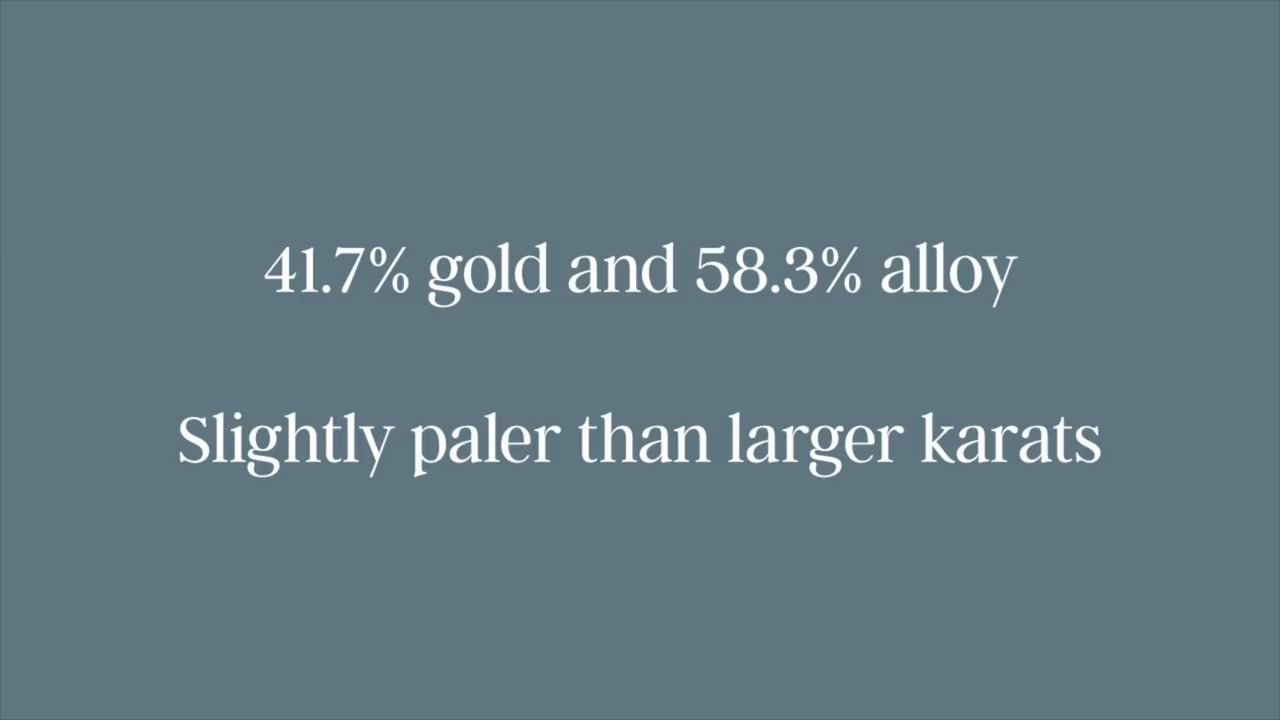 41.7% gold and 58.3% alloy
Slightly paler than larger karats